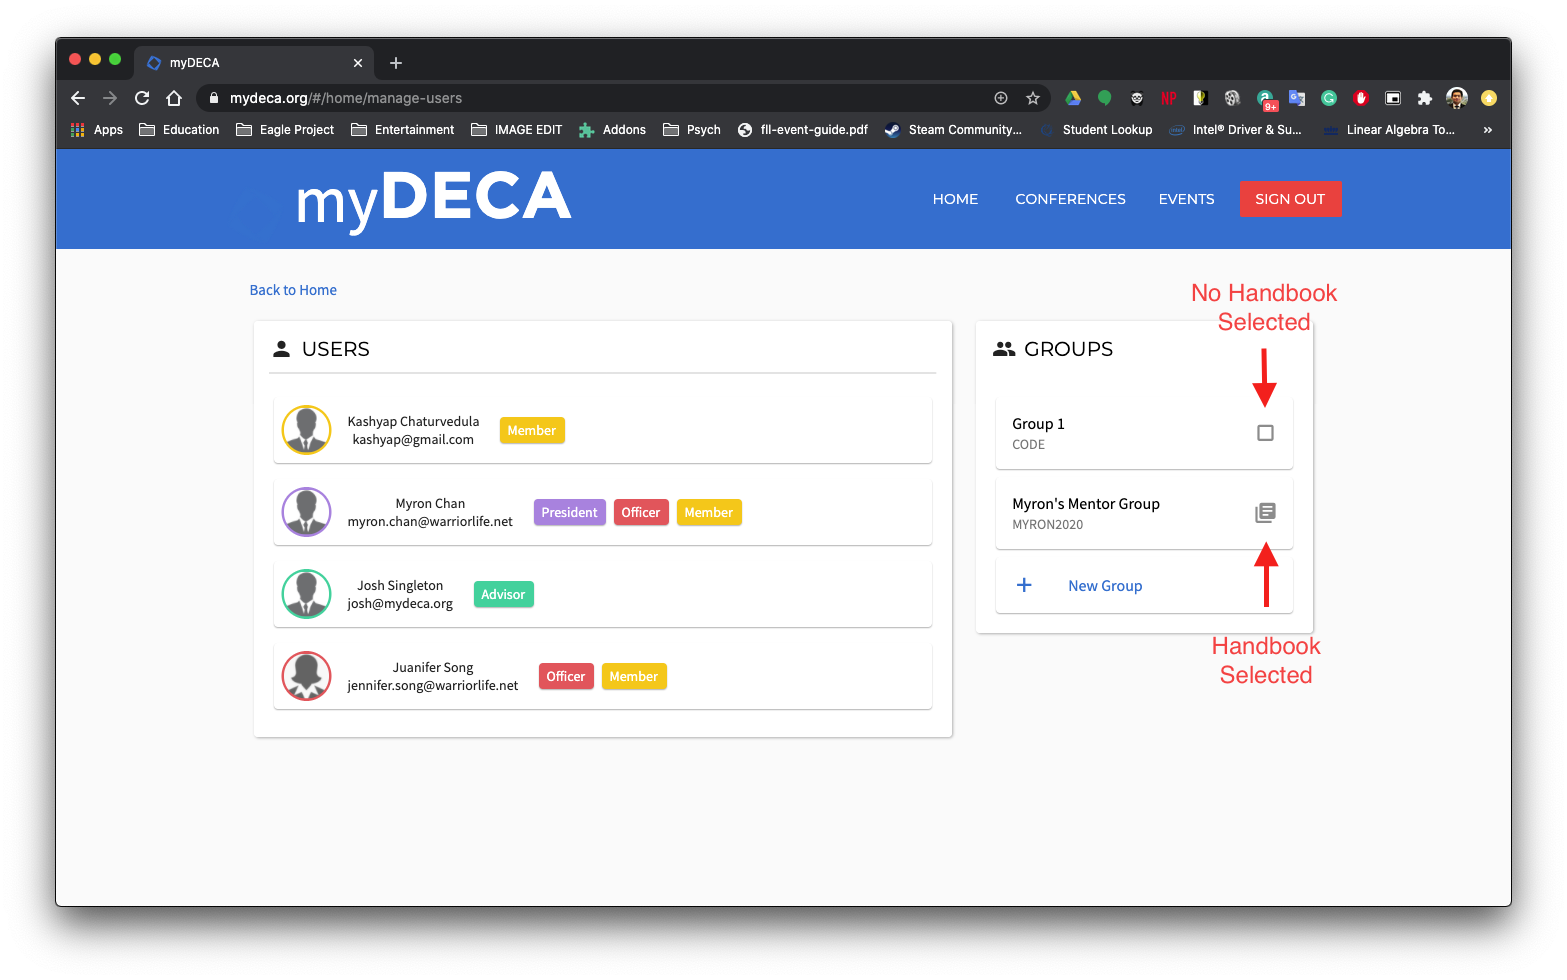 myDECA
mydeca.org/#/home/manage-users
9+
Apps
Education
Eagle Project
Entertainment
IMAGE EDIT
Addons
Psych
fll-event-guide.pdf
Steam Community...
Student Lookup
Intel® Driver & Su...
Linear Algebra To...
»
myDECA
HOME
CONFERENCES
EVENTS
SIGN OUT
Back to Home
No Handbook
Selected
USERS
Kashyap Chaturvedula
kashyap@gmail.com
Member
Myron Chan
myron.chan@warriorlife.net
President
Officer
Member
Josh Singleton
josh@mydeca.org
Advisor
Juanifer Song
jennifer.song@warriorlife.net
Officer
Member
GROUPS
Group 1
CODE
Myron's Mentor Group
MYRON2020
New Group
Handbook
Selected